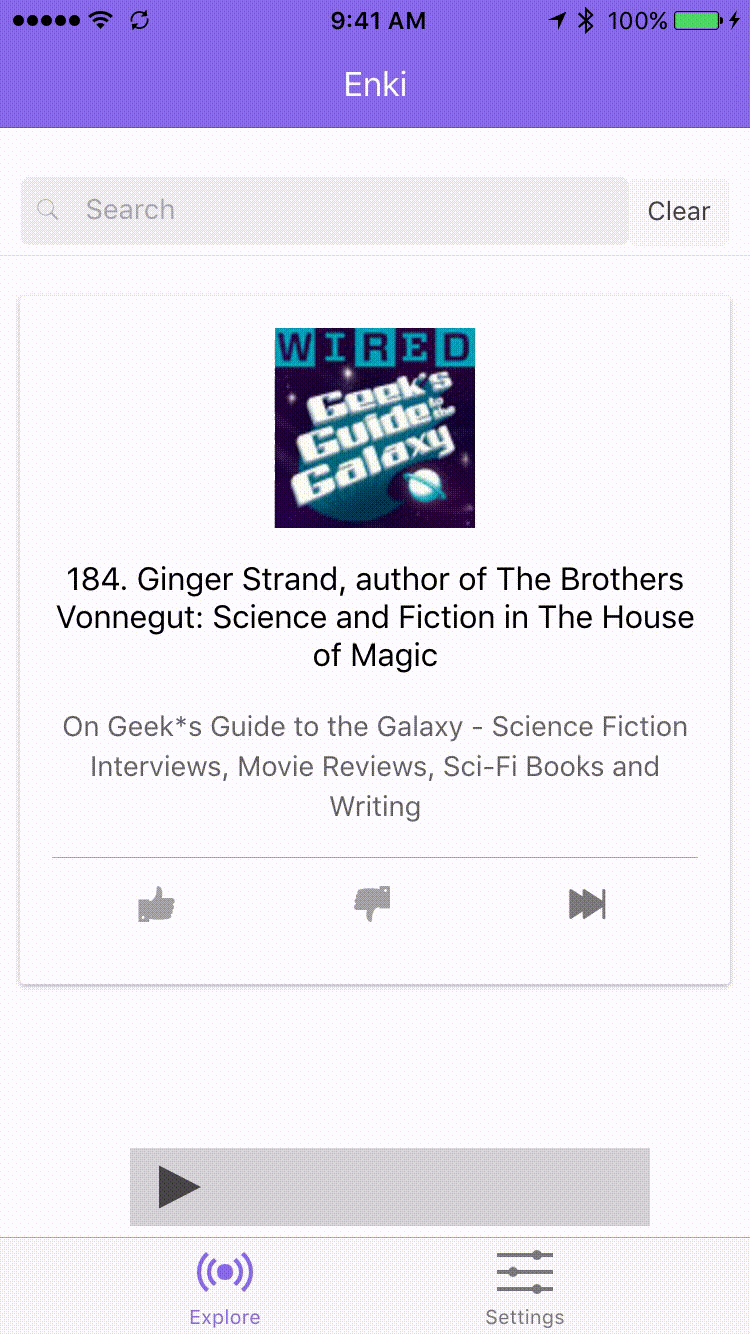 9:41 AM
100%
Enki
Search
Clear
WIRED
Geek's
Guide to
the
Galaxy
184. Ginger Strand, author of The Brothers
Vonnegut: Science and Fiction in The House
of Magic
On Geek*s Guide to the Galaxy - Science Fiction
Interviews, Movie Reviews, Sci-Fi Books and
Writing
Explore
Settings